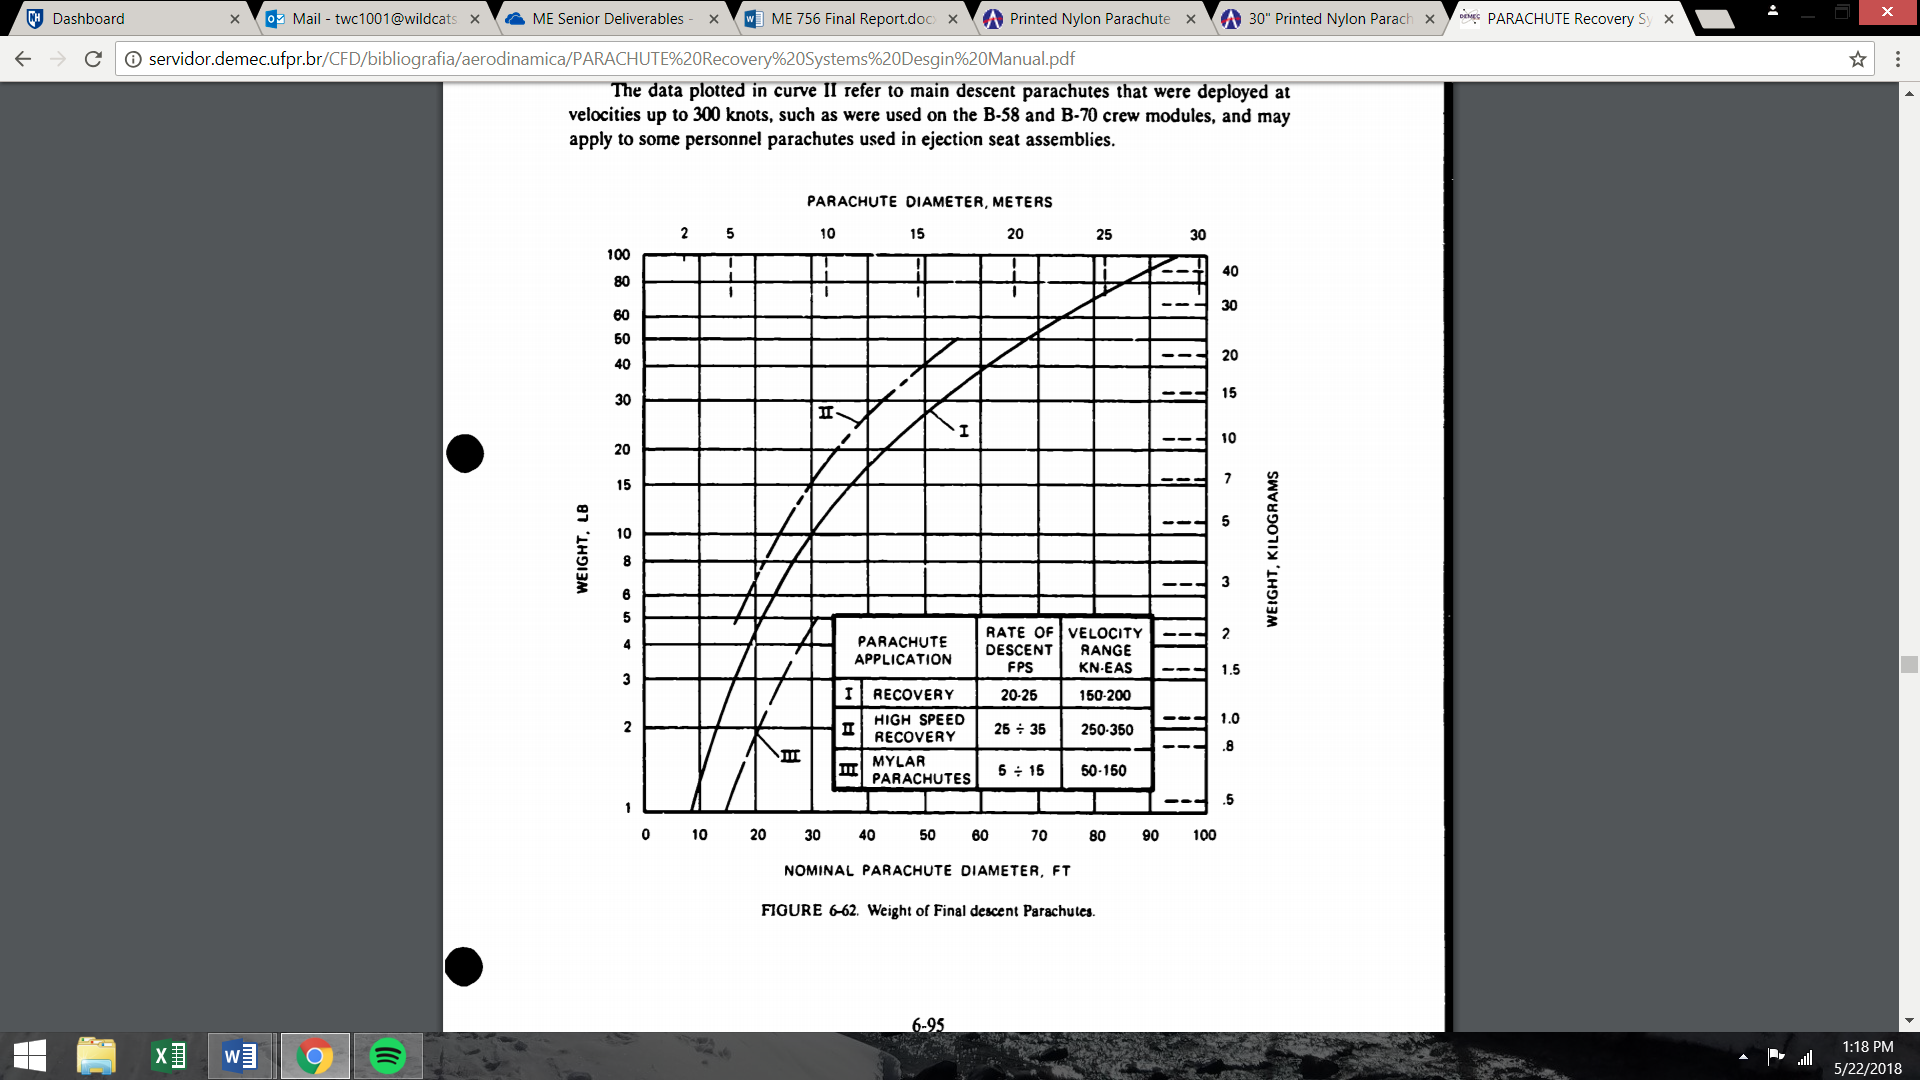 Dashboard
Mail - twc1001@wildcats
ME Senior Deliverables -
ME 756 Final Report.doc
Printed Nylon Parachute
30" Printed Nylon Parach
PARACHUTE Recovery Sy
servidor.demec.ufpr.br/CFD/bibliografia/aerodinamica/PARACHUTE%20Recovery%20Systems%20Desgin%20Manual.pdf
The data plotted in curve II refer to main descent parachutes that were deployed at
velocities up to 300 knots, such as were used on the B-58 and B-70 crew modules, and may
apply to some personnel parachutes used in ejection seat assemblies.
PARACHUTE DIAMETER, METERS
2 5 10 15 20 25 30
100
80
60
50
40
30
20
15
10
8
6
5
4
3
2
1
WEIGHT, LB
40
30
20
15
10
7
5
3
2
1.5
1.0
.8
.5
WEIGHT, KILOGRAMS
II
I
III
PARACHUTE APPLICATION
RATE OF DESCENT FPS
VELOCITY RANGE KN-EAS
I RECOVERY 20-25 150-200
II HIGH SPEED RECOVERY 25 ÷ 35 250-350
III MYLAR PARACHUTES 5 ÷ 15 50-150
0 10 20 30 40 50 60 70 80 90 100
NOMINAL PARACHUTE DIAMETER, FT
FIGURE 6-62. Weight of Final descent Parachutes.
6-95
1:18 PM
5/22/2018